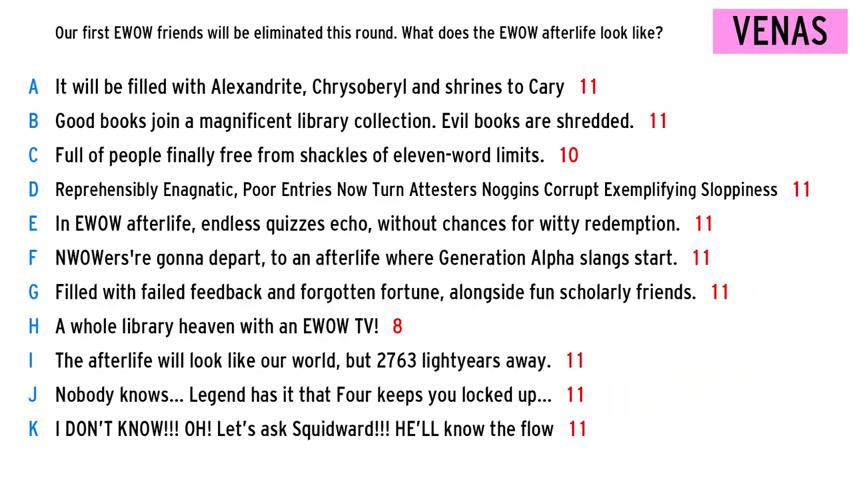 Our first EWOW friends will be eliminated this round. What does the EWOW afterlife look like?
VENAS
A It will be filled with Alexandrite, Chrysoberyl and shrines to Cary 11
B Good books join a magnificent library collection. Evil books are shredded. 11
C Full of people finally free from shackles of eleven-word limits. 10
D Reprehensibly Enagnatic, Poor Entries Now Turn Attesters Noggins Corrupt Exemplifying Sloppiness 11
E In EWOW afterlife, endless quizzes echo, without chances for witty redemption. 11
F NWOWers're gonna depart, to an afterlife where Generation Alpha slangs start. 11
G Filled with failed feedback and forgotten fortune, alongside fun scholarly friends. 11
H A whole library heaven with an EWOW TV! 8
I The afterlife will look like our world, but 2763 lightyears away. 11
J Nobody knows... Legend has it that Four keeps you locked up... 11
K I DON'T KNOW!!! OH! Let's ask Squidward!!! HE'LL know the flow 11